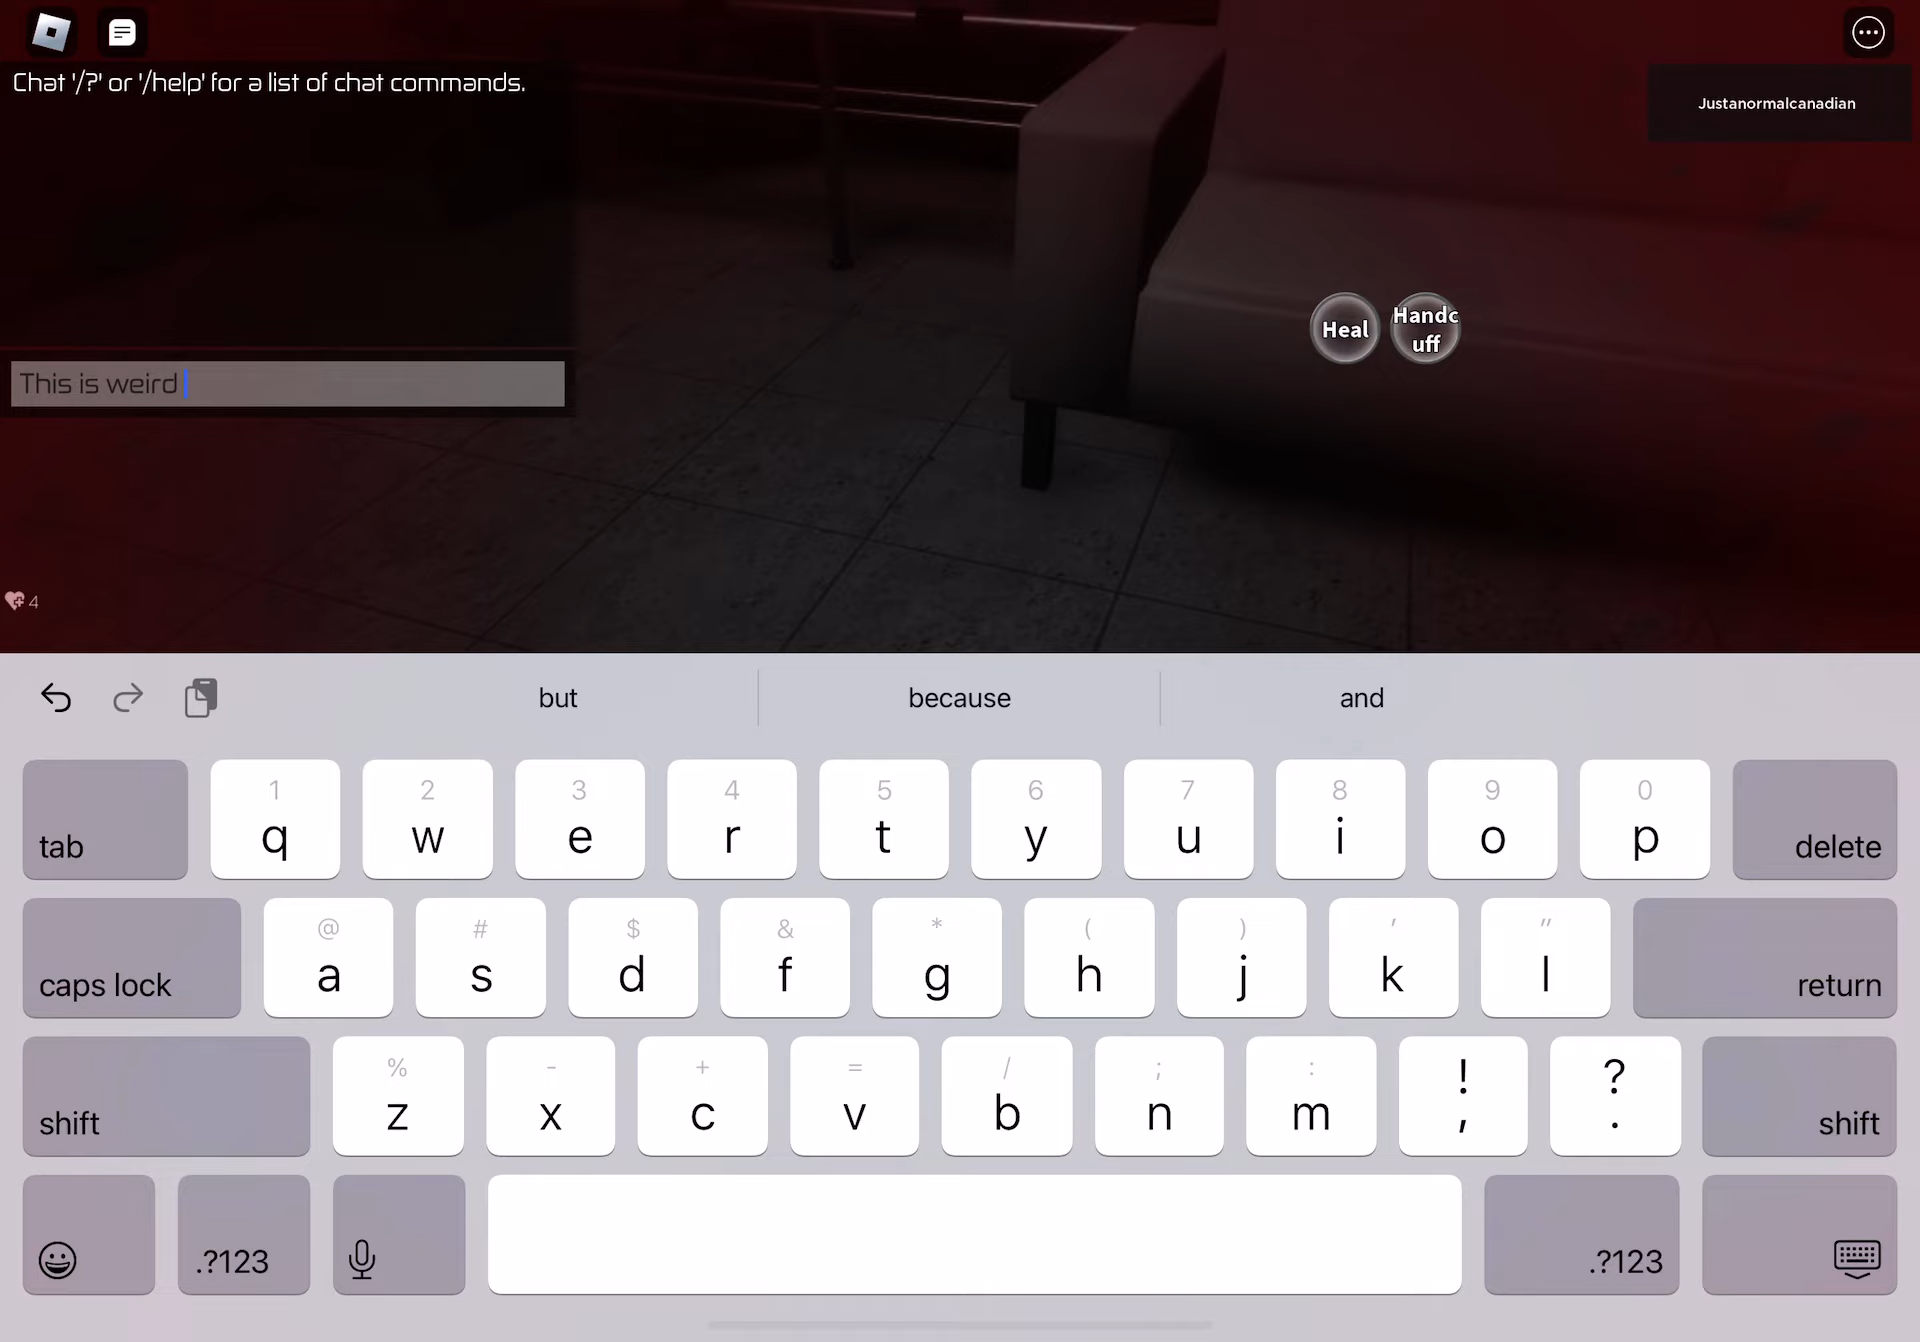 Chat '/?' or '/help' for a list of chat commands.
Justanormalcanadian
Heal
Handc
uff
This is weird
4
but
because
and
tab
1 2 3 4 5 6 7 8 9 0
q w e r t y u i o p
delete
caps lock
@ # $ & * ( ) ' "
a s d f g h j k l
return
shift
% - + = / ; : ! ?
z x c v b n m , .
shift
.?123
.?123